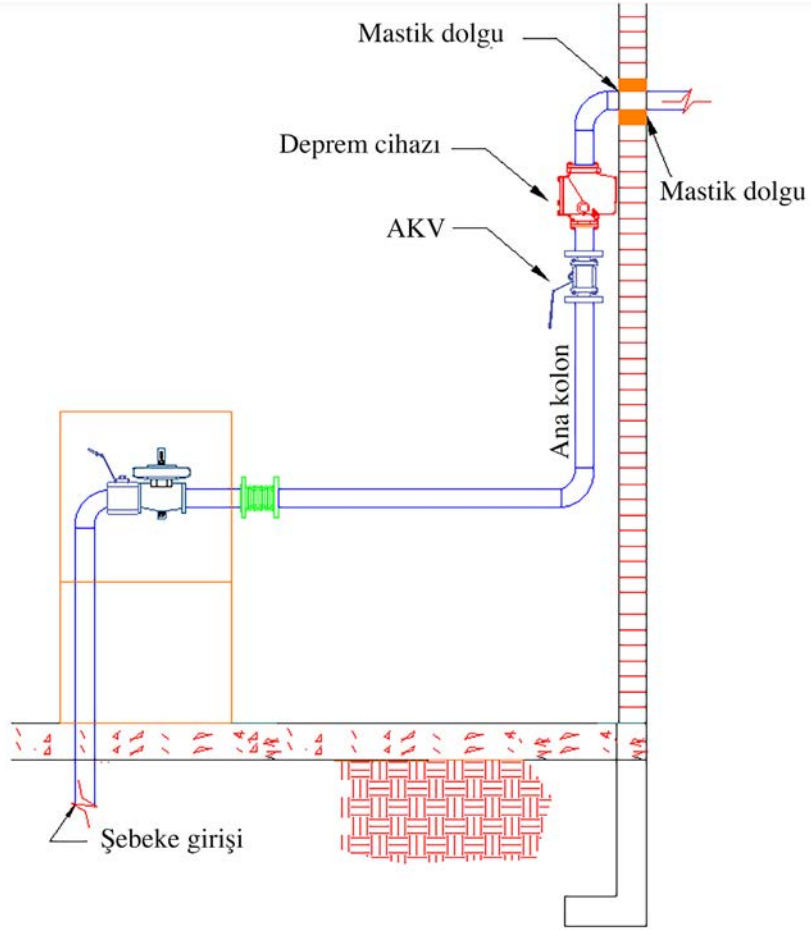 Mastik dolgu
Deprem cihazı
Mastik dolgu
AKV
Ana kolon
Şebeke girişi